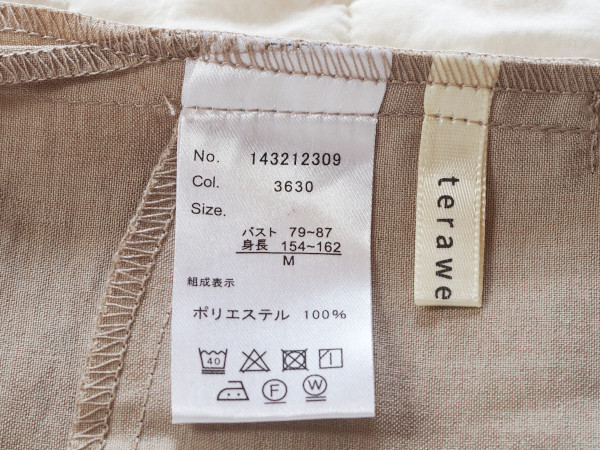 No. 143212309
Col. 3630
Size.
バスト 79~87
身長 154~162
M
組成表示
ポリエステル 100%
40
F W
terawe